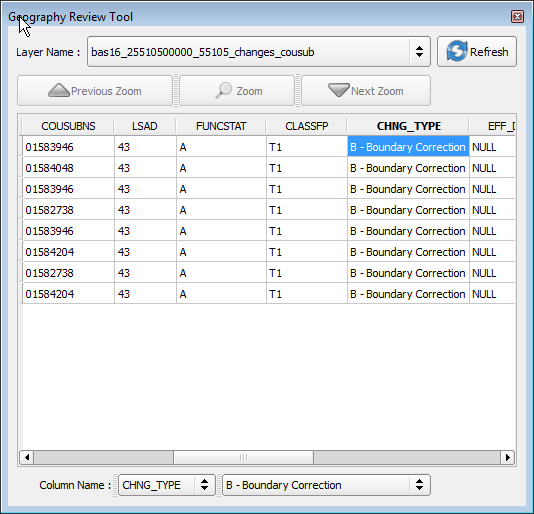 Geography Review Tool
Layer Name : bas16_25510500000_55105_changes_cousub Refresh
Previous Zoom Zoom Next Zoom
COUSUBNS LSAD FUNCSTAT CLASSFP CHNG_TYPE EFF_D
01583946 43 A T1 B - Boundary Correction NULL
01584048 43 A T1 B - Boundary Correction NULL
01583946 43 A T1 B - Boundary Correction NULL
01582738 43 A T1 B - Boundary Correction NULL
01583946 43 A T1 B - Boundary Correction NULL
01584204 43 A T1 B - Boundary Correction NULL
01582738 43 A T1 B - Boundary Correction NULL
01584204 43 A T1 B - Boundary Correction NULL
Column Name : CHNG_TYPE B - Boundary Correction